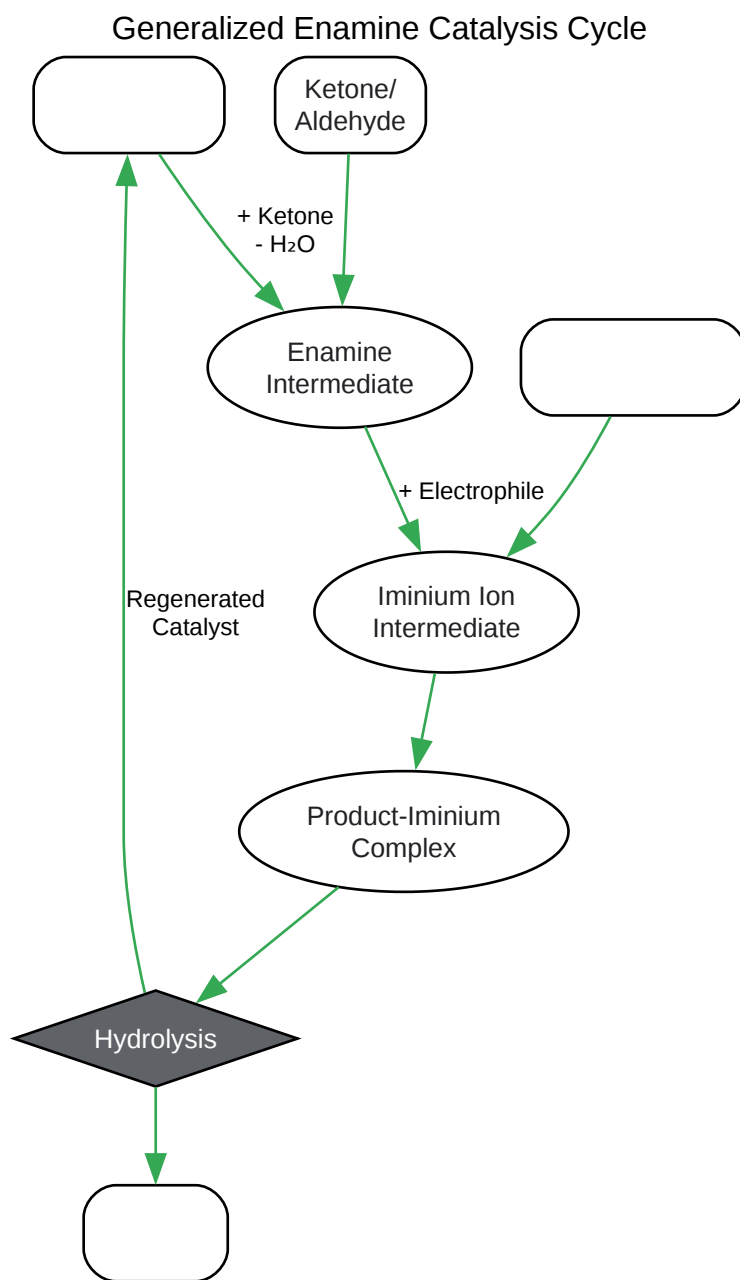 Generalized Enamine Catalysis Cycle
Ketone/
Aldehyde
+ Ketone
- H₂O
Enamine
Intermediate
+ Electrophile
Iminium Ion
Intermediate
Regenerated
Catalyst
Product-Iminium
Complex
Hydrolysis